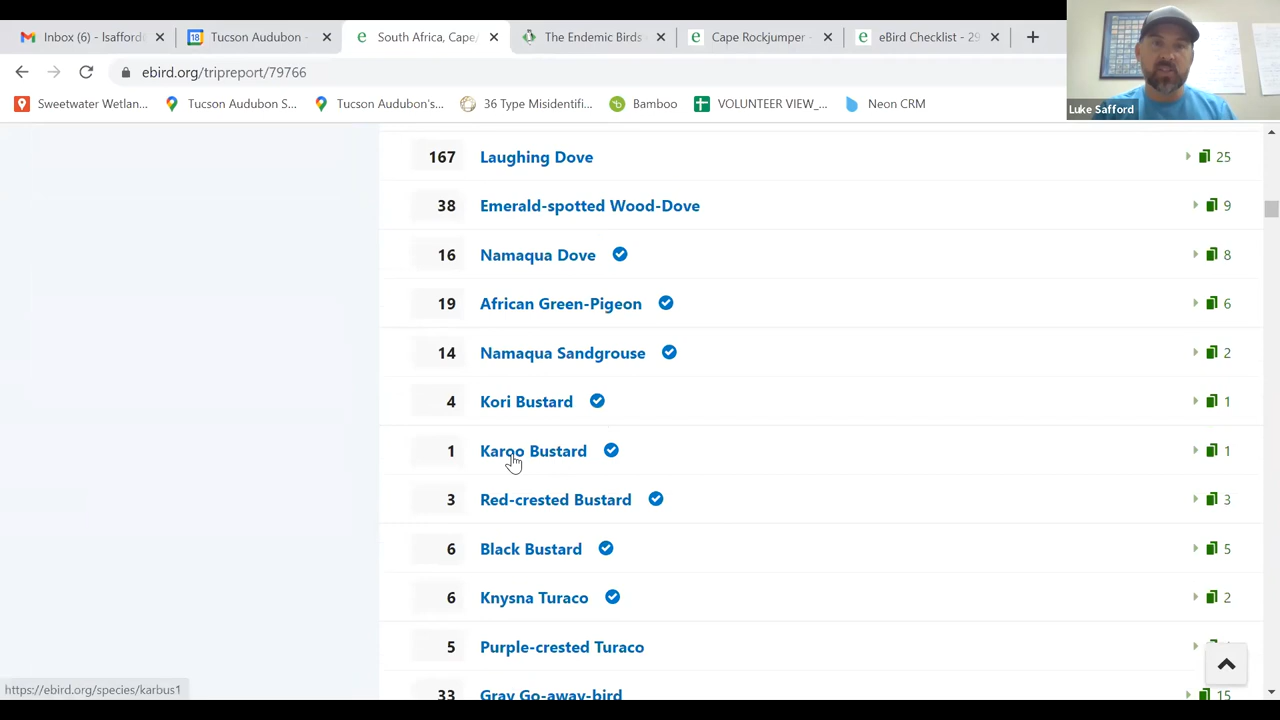 Inbox (6) - lsafford
Tucson Audubon -
South Africa, Cape/
The Endemic Birds
Cape Rockjumper -
eBird Checklist - 29
ebird.org/tripreport/79766
Sweetwater Wetlan...
Tucson Audubon S...
Tucson Audubon's...
36 Type Misidentifi...
Bamboo
VOLUNTEER VIEW_...
Neon CRM
Luke Safford
167 Laughing Dove 25
38 Emerald-spotted Wood-Dove 9
16 Namaqua Dove 8
19 African Green-Pigeon 6
14 Namaqua Sandgrouse 2
4 Kori Bustard 1
1 Karoo Bustard 1
3 Red-crested Bustard 3
6 Black Bustard 5
6 Knysna Turaco 2
5 Purple-crested Turaco
33 Gray Go-away-bird 15
https://ebird.org/species/karbus1